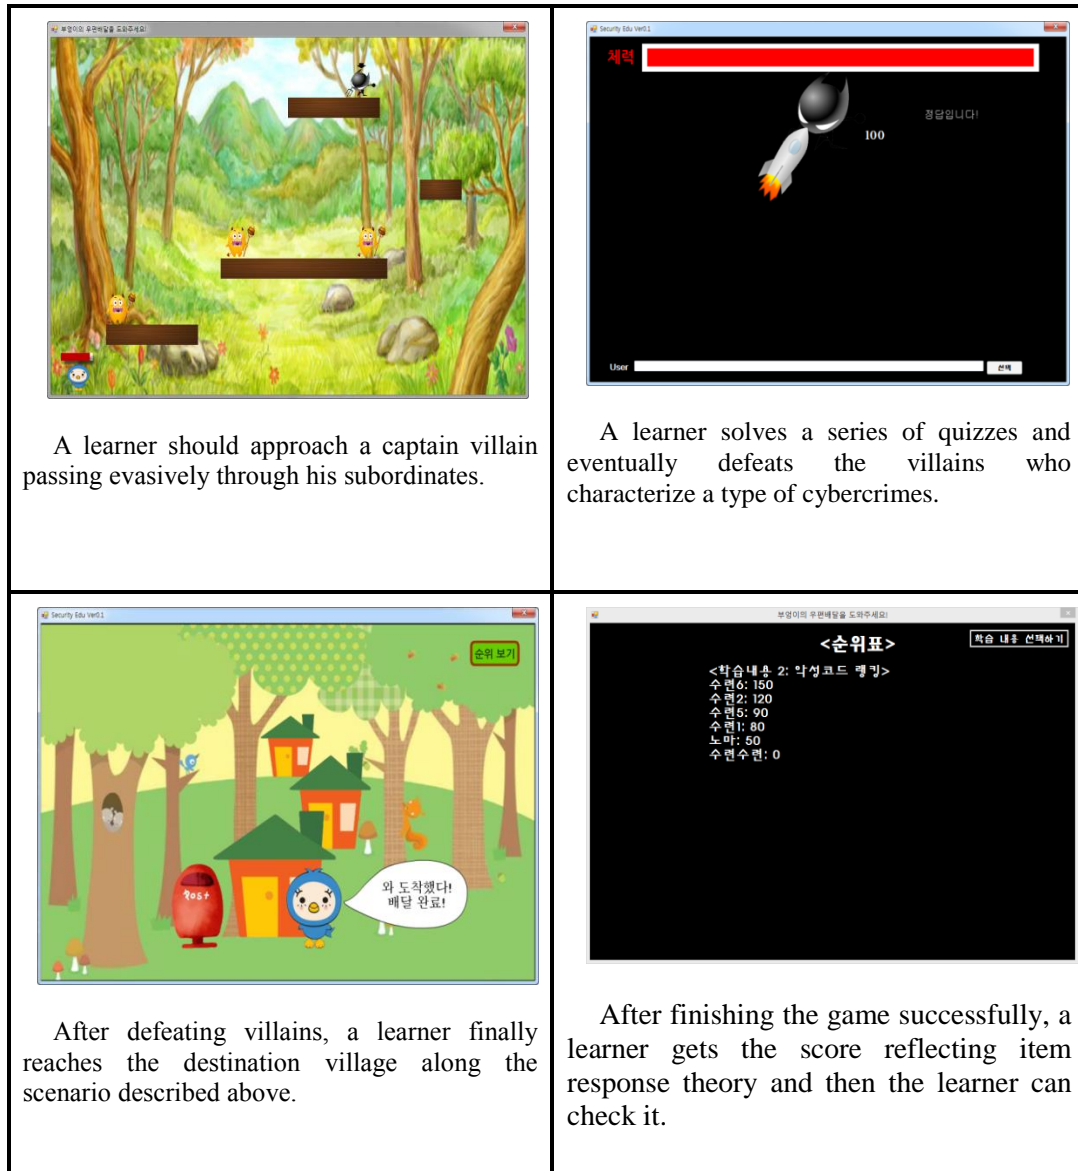 부엉이의 우편배달을 도와주세요!
A learner should approach a captain villain
passing evasively through his subordinates.
Security Edu Ver0.1
체력
정답입니다!
100
User
선택
A learner solves a series of quizzes and
eventually defeats the villains who
characterize a type of cybercrimes.
Security Edu Ver0.1
순위 보기
Post
와 도착했다!
배달 완료!
After defeating villains, a learner finally
reaches the destination village along the
scenario described above.
부엉이의 우편배달을 도와주세요!
<순위표>
학습 내용 선택하기
<학습내용 2: 악성코드 랭킹>
수련6: 150
수련2: 120
수련5: 90
수련1: 80
노마: 50
수련수련: 0
After finishing the game successfully, a
learner gets the score reflecting item
response theory and then the learner can
check it.